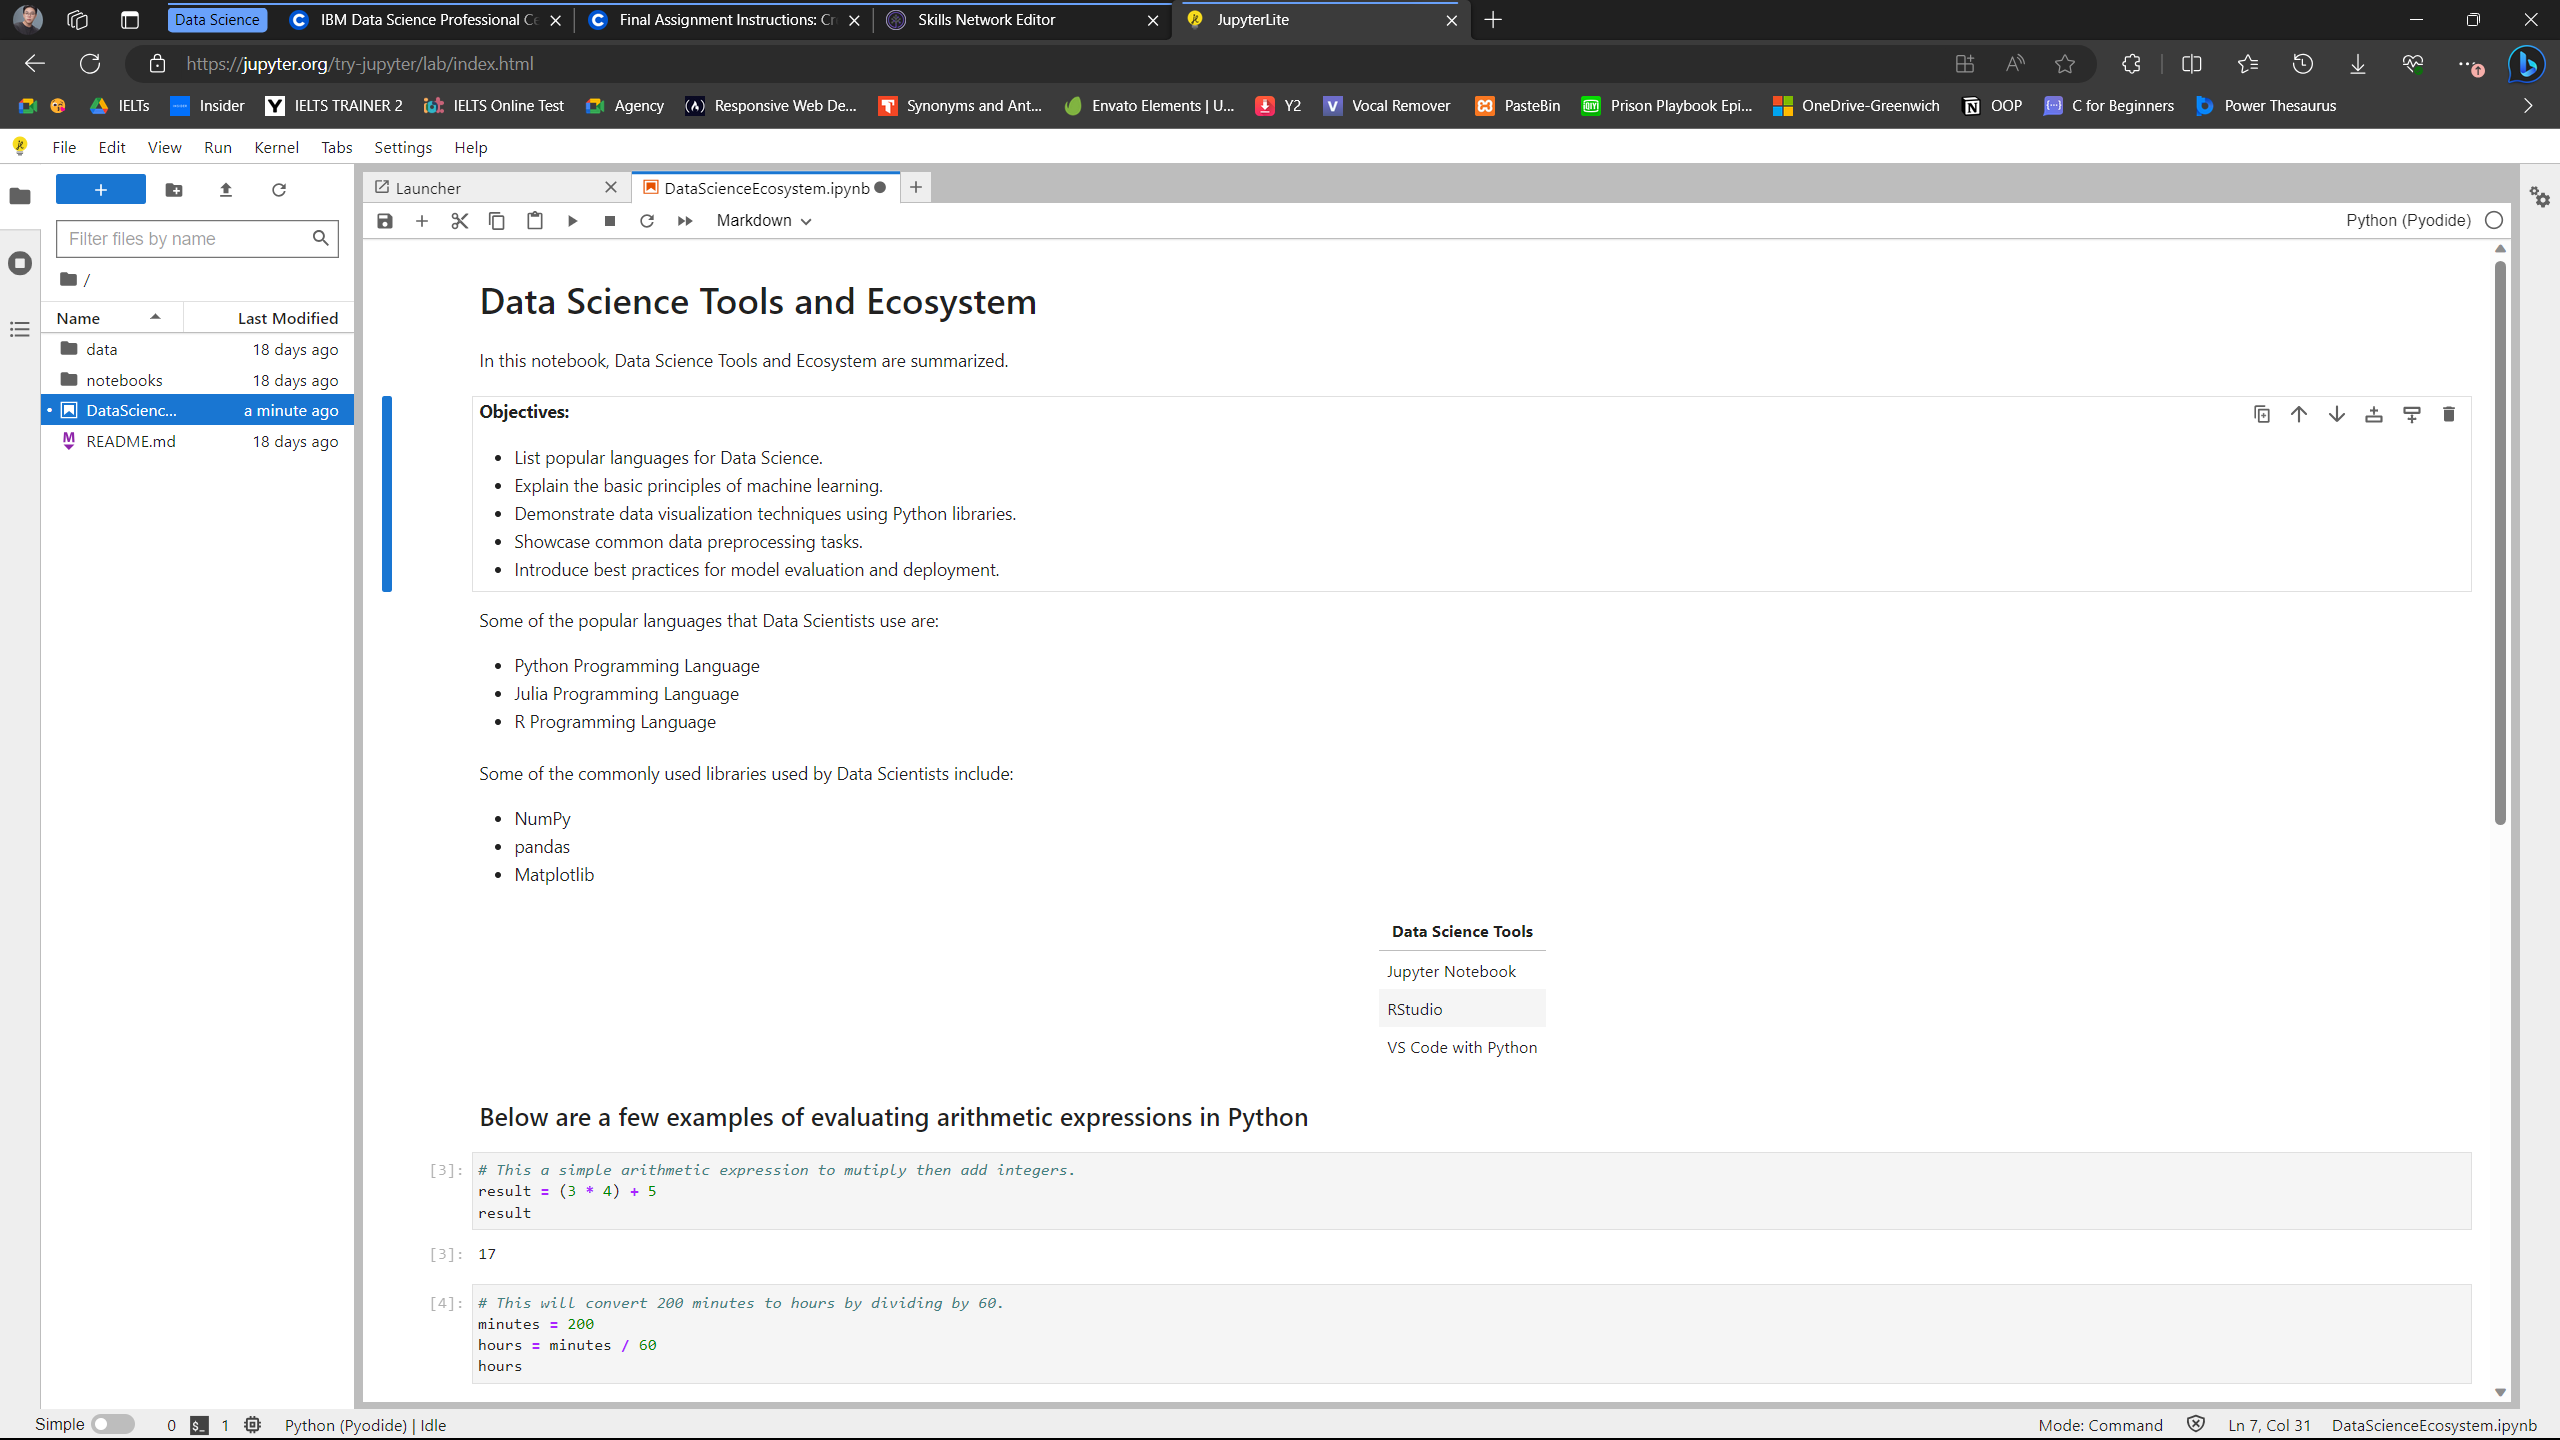 Data Science
IBM Data Science Professional Ce
Final Assignment Instructions: Cr
Skills Network Editor
JupyterLite
https://jupyter.org/try-jupyter/lab/index.html
IELTs
Insider
IELTS TRAINER 2
IELTS Online Test
Agency
Responsive Web De...
Synonyms and Ant...
Envato Elements | U...
Y2
Vocal Remover
PasteBin
Prison Playbook Epi...
OneDrive-Greenwich
OOP
C for Beginners
Power Thesaurus
File Edit View Run Kernel Tabs Settings Help
Filter files by name
/
Name Last Modified
data 18 days ago
notebooks 18 days ago
DataScienc... a minute ago
README.md 18 days ago
Launcher
DataScienceEcosystem.ipynb
Markdown
Python (Pyodide)
Data Science Tools and Ecosystem
In this notebook, Data Science Tools and Ecosystem are summarized.
Objectives:
• List popular languages for Data Science.
• Explain the basic principles of machine learning.
• Demonstrate data visualization techniques using Python libraries.
• Showcase common data preprocessing tasks.
• Introduce best practices for model evaluation and deployment.
Some of the popular languages that Data Scientists use are:
• Python Programming Language
• Julia Programming Language
• R Programming Language
Some of the commonly used libraries used by Data Scientists include:
• NumPy
• pandas
• Matplotlib
Data Science Tools
Jupyter Notebook
RStudio
VS Code with Python
Below are a few examples of evaluating arithmetic expressions in Python
[3]: # This a simple arithmetic expression to mutiply then add integers.
result = (3 * 4) + 5
result
[3]: 17
[4]: # This will convert 200 minutes to hours by dividing by 60.
minutes = 200
hours = minutes / 60
hours
Simple 0 1 Python (Pyodide) | Idle
Mode: Command Ln 7, Col 31 DataScienceEcosystem.ipynb